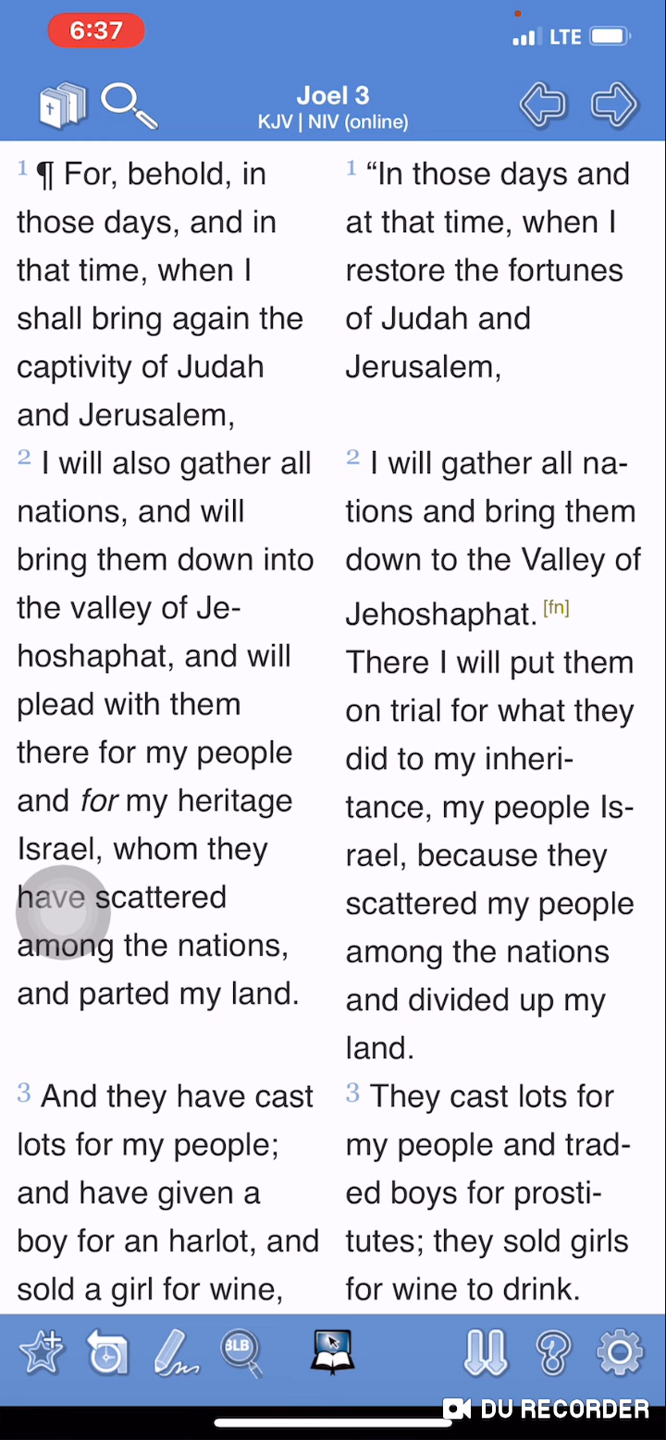 6:37
LTE
Joel 3
KJV | NIV (online)
1 ¶ For, behold, in
those days, and in
that time, when I
shall bring again the
captivity of Judah
and Jerusalem,
2 I will also gather all
nations, and will
bring them down into
the valley of Je-
hoshaphat, and will
plead with them
there for my people
and for my heritage
Israel, whom they
have scattered
among the nations,
and parted my land.
3 And they have cast
lots for my people;
and have given a
boy for an harlot, and
sold a girl for wine,
1 “In those days and
at that time, when I
restore the fortunes
of Judah and
Jerusalem,
2 I will gather all na-
tions and bring them
down to the Valley of
Jehoshaphat. [fn]
There I will put them
on trial for what they
did to my inheri-
tance, my people Is-
rael, because they
scattered my people
among the nations
and divided up my
land.
3 They cast lots for
my people and trad-
ed boys for prosti-
tutes; they sold girls
for wine to drink.
BLB
DU RECORDER